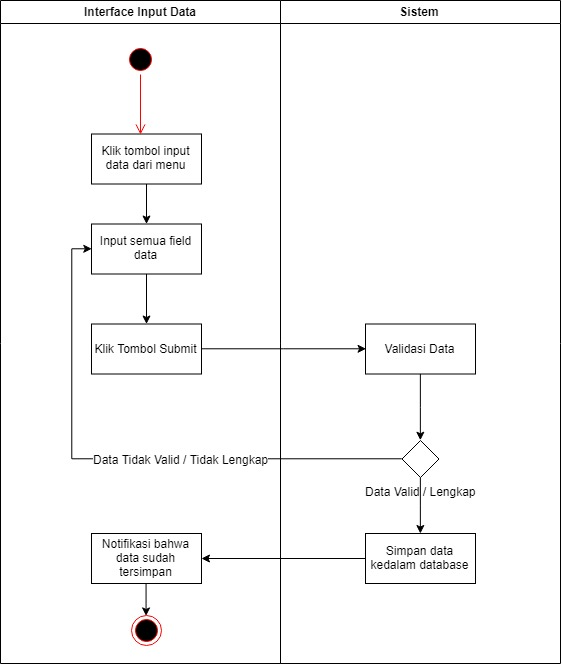 Interface Input Data
Sistem
Klik tombol input
data dari menu
Input semua field
data
Klik Tombol Submit
Validasi Data
Data Tidak Valid / Tidak Lengkap
Data Valid / Lengkap
Notifikasi bahwa
data sudah
tersimpan
Simpan data
kedalam database